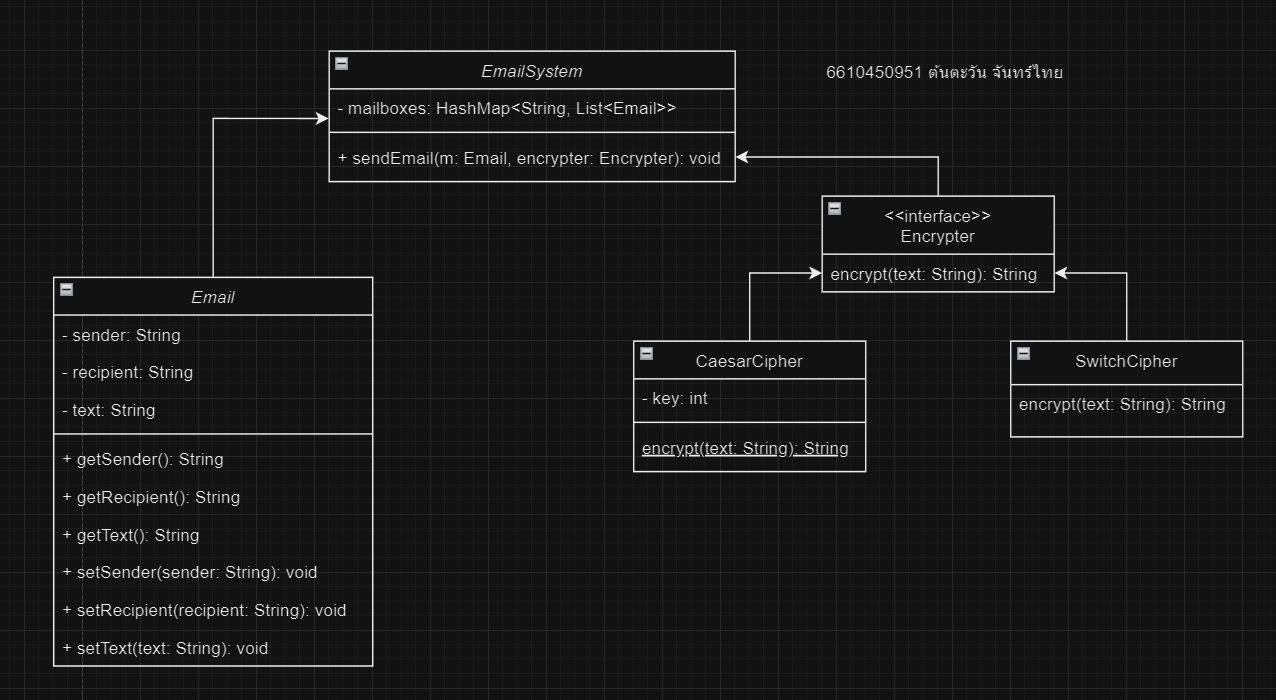 EmailSystem
- mailboxes: HashMap<String, List<Email>>
+ sendEmail(m: Email, encrypter: Encrypter): void
6610450951 ต้นตะวัน จันทร์ไทย
<<interface>>
Encrypter
encrypt(text: String): String
Email
- sender: String
- recipient: String
- text: String
+ getSender(): String
+ getRecipient(): String
+ getText(): String
+ setSender(sender: String): void
+ setRecipient(recipient: String): void
+ setText(text: String): void
CaesarCipher
- key: int
encrypt(text: String): String
SwitchCipher
encrypt(text: String): String